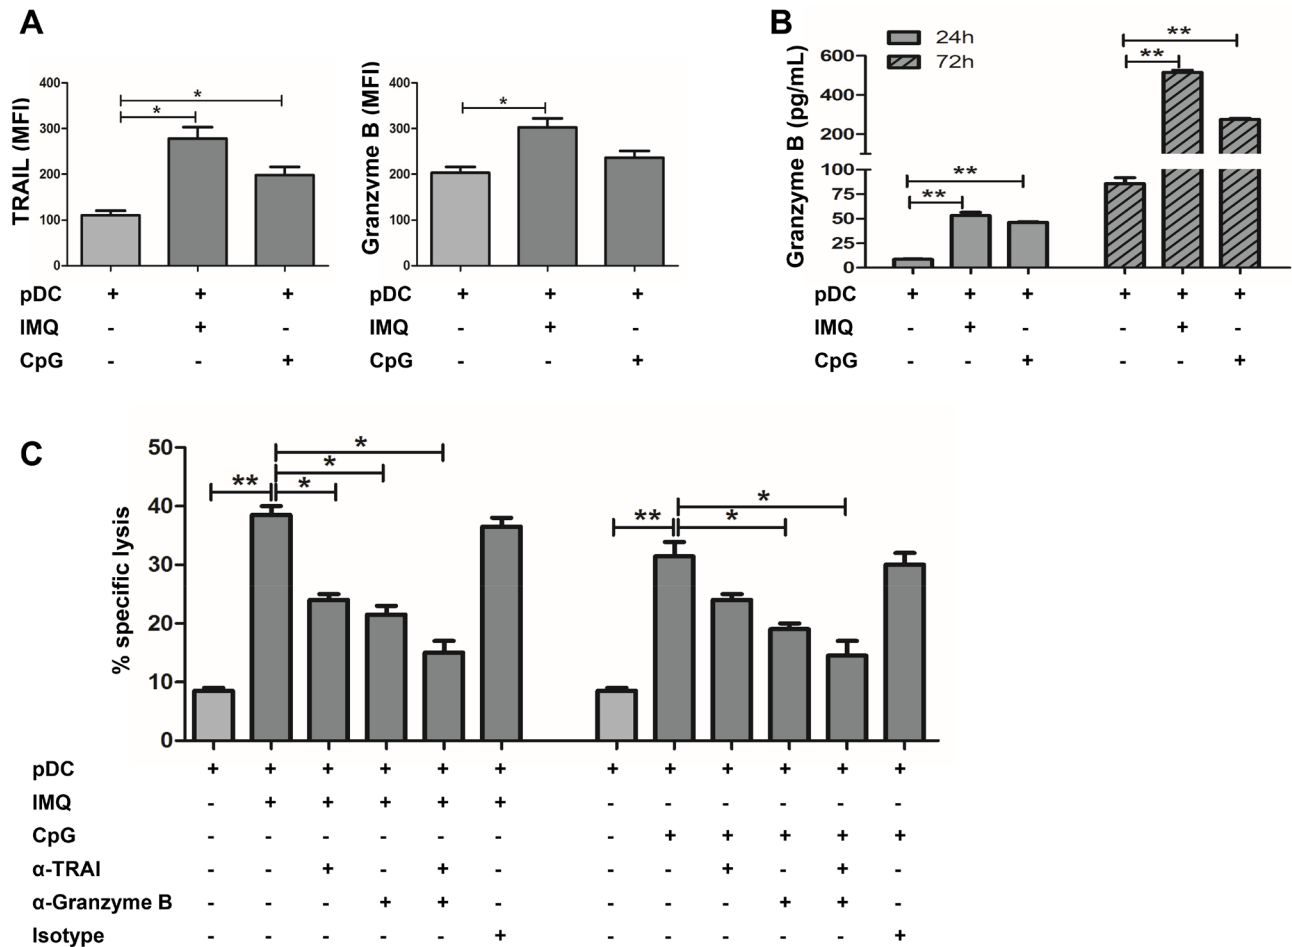 A
TRAIL (MFI)
400
300
200
100
0
*
*
pDC + + +
IMQ - + -
CpG - - +
Granzyme B (MFI)
400
300
200
100
0
*
pDC + + +
IMQ - + -
CpG - - +
B
24h
72h
Granzyme B (pg/mL)
600
400
200
100
75
50
25
0
**
**
**
**
pDC + + + + + +
IMQ - + - - + -
CpG - - + - - +
C
% specific lysis
50
40
30
20
10
0
*
*
** *
*
** *
pDC + + + + + + + + + + + +
IMQ - + + + + + - - - - - -
CpG - - - - - - - + + + + +
α-TRAI - - + - + - - - + - + -
α-Granzyme B - - - + + - - - - + + -
Isotype - - - - - + - - - - - +